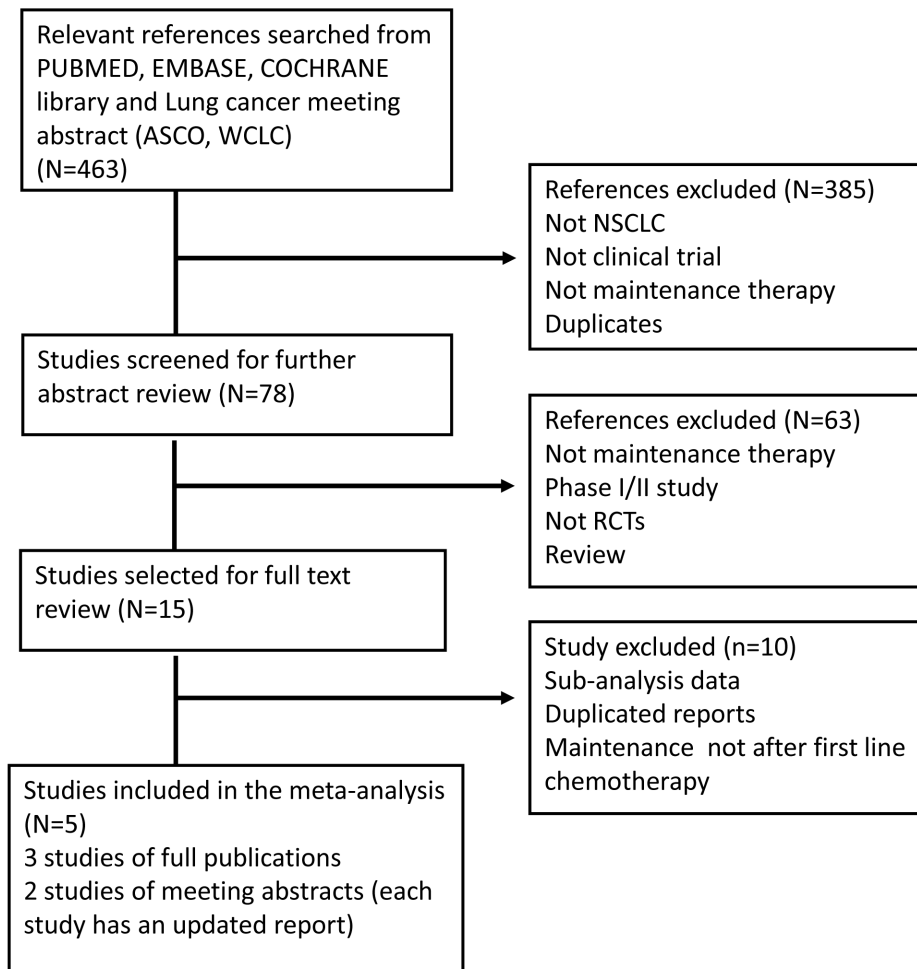 Relevant references searched from
PUBMED, EMBASE, COCHRANE
library and Lung cancer meeting
abstract (ASCO, WCLC)
(N=463)
References excluded (N=385)
Not NSCLC
Not clinical trial
Not maintenance therapy
Duplicates
Studies screened for further
abstract review (N=78)
References excluded (N=63)
Not maintenance therapy
Phase I/II study
Not RCTs
Review
Studies selected for full text
review (N=15)
Study excluded (n=10)
Sub-analysis data
Duplicated reports
Maintenance  not after first line
chemotherapy
Studies included in the meta-analysis
(N=5)
3 studies of full publications
2 studies of meeting abstracts (each
study has an updated report)